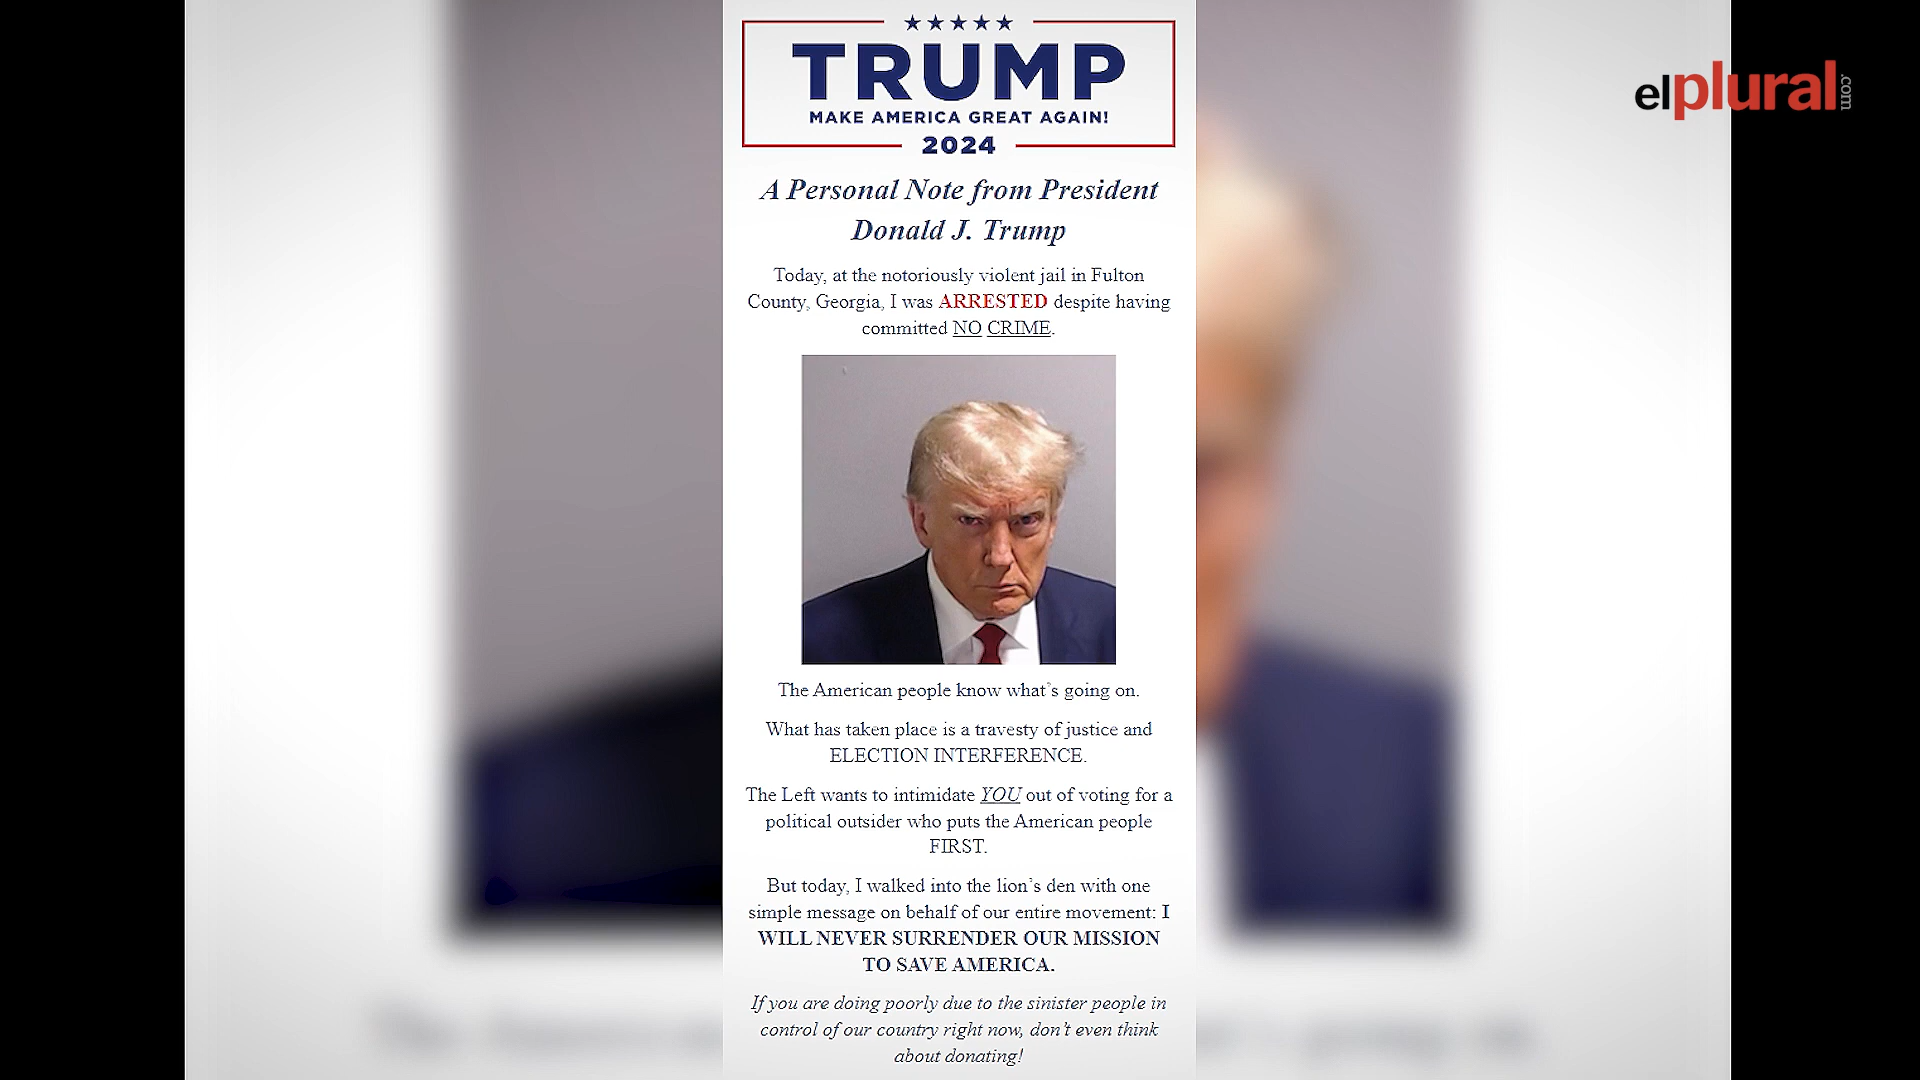 TRUMP
MAKE AMERICA GREAT AGAIN!
2024
elplural.com
A Personal Note from President
Donald J. Trump
Today, at the notoriously violent jail in Fulton
County, Georgia, I was ARRESTED despite having
committed NO CRIME.
The American people know what's going on.
What has taken place is a travesty of justice and
ELECTION INTERFERENCE.
The Left wants to intimidate YOU out of voting for a
political outsider who puts the American people
FIRST.
But today, I walked into the lion's den with one
simple message on behalf of our entire movement: I
WILL NEVER SURRENDER OUR MISSION
TO SAVE AMERICA.
If you are doing poorly due to the sinister people in
control of our country right now, don't even think
about donating!